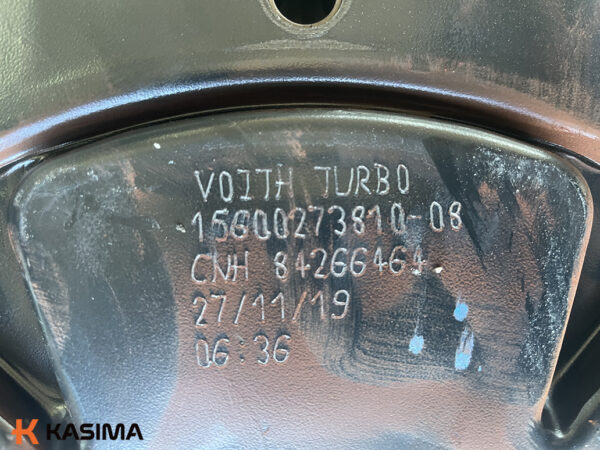 VOITH TURBO
15600273810-08
CNH 84266464
27/11/19
06:36
KASIMA